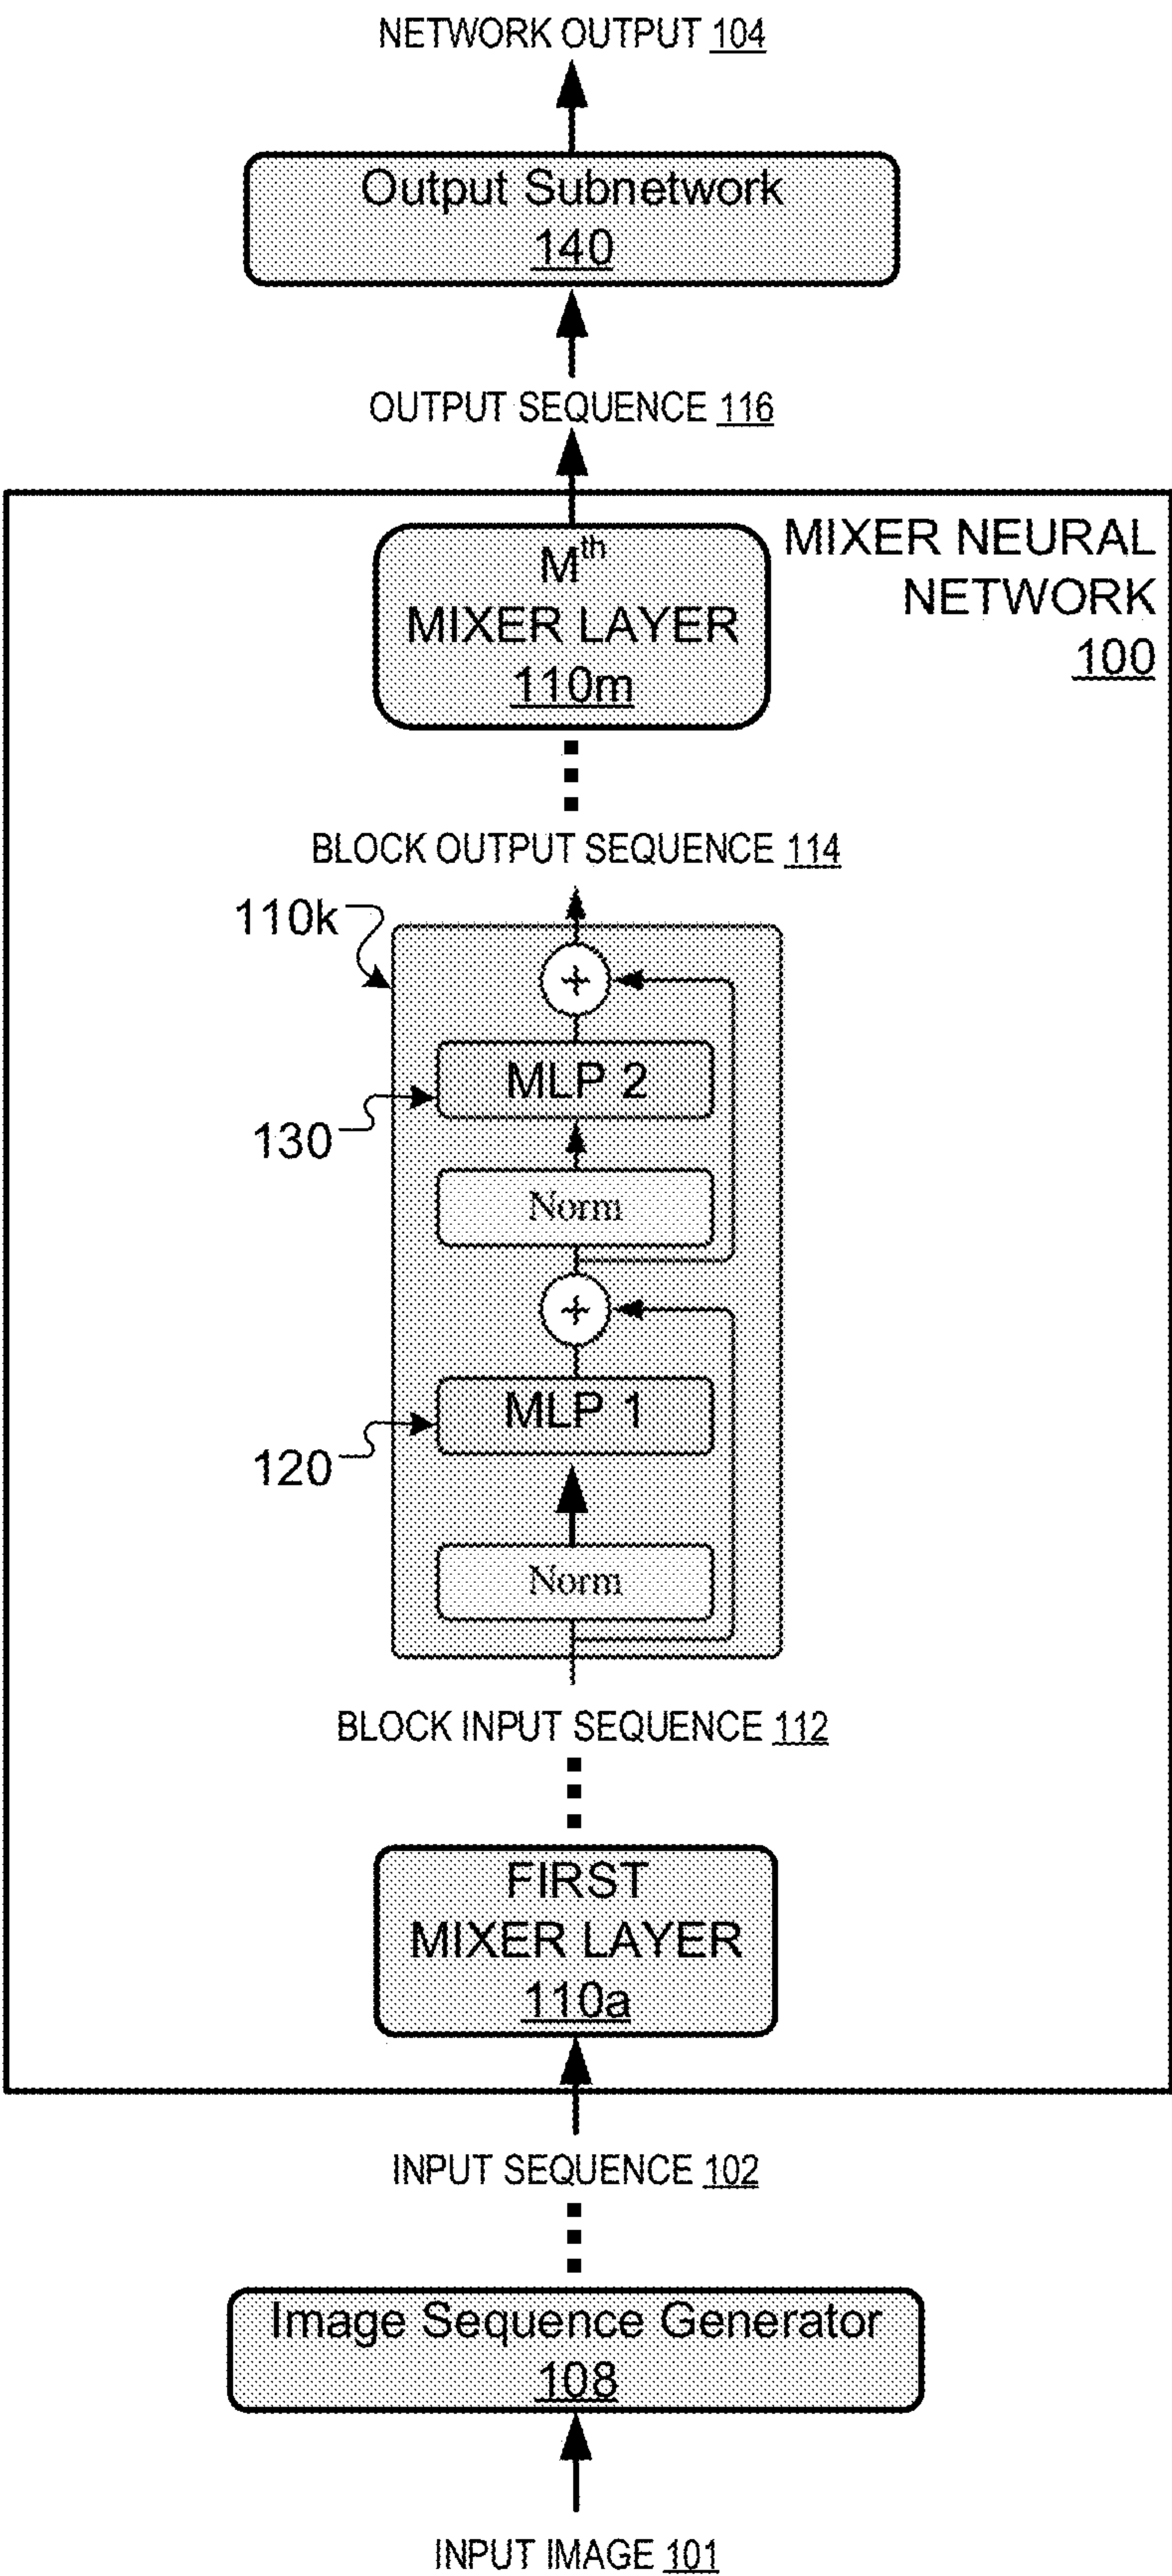 NETWORK OUTPUT 104
Output Subnetwork
140
OUTPUT SEQUENCE 116
MIXER NEURAL
NETWORK
100
Mth
MIXER LAYER
110m
BLOCK OUTPUT SEQUENCE 114
110k
+
MLP 2
130
Norm
+
MLP 1
120
Norm
BLOCK INPUT SEQUENCE 112
FIRST
MIXER LAYER
110a
INPUT SEQUENCE 102
Image Sequence Generator
108
INPUT IMAGE 101